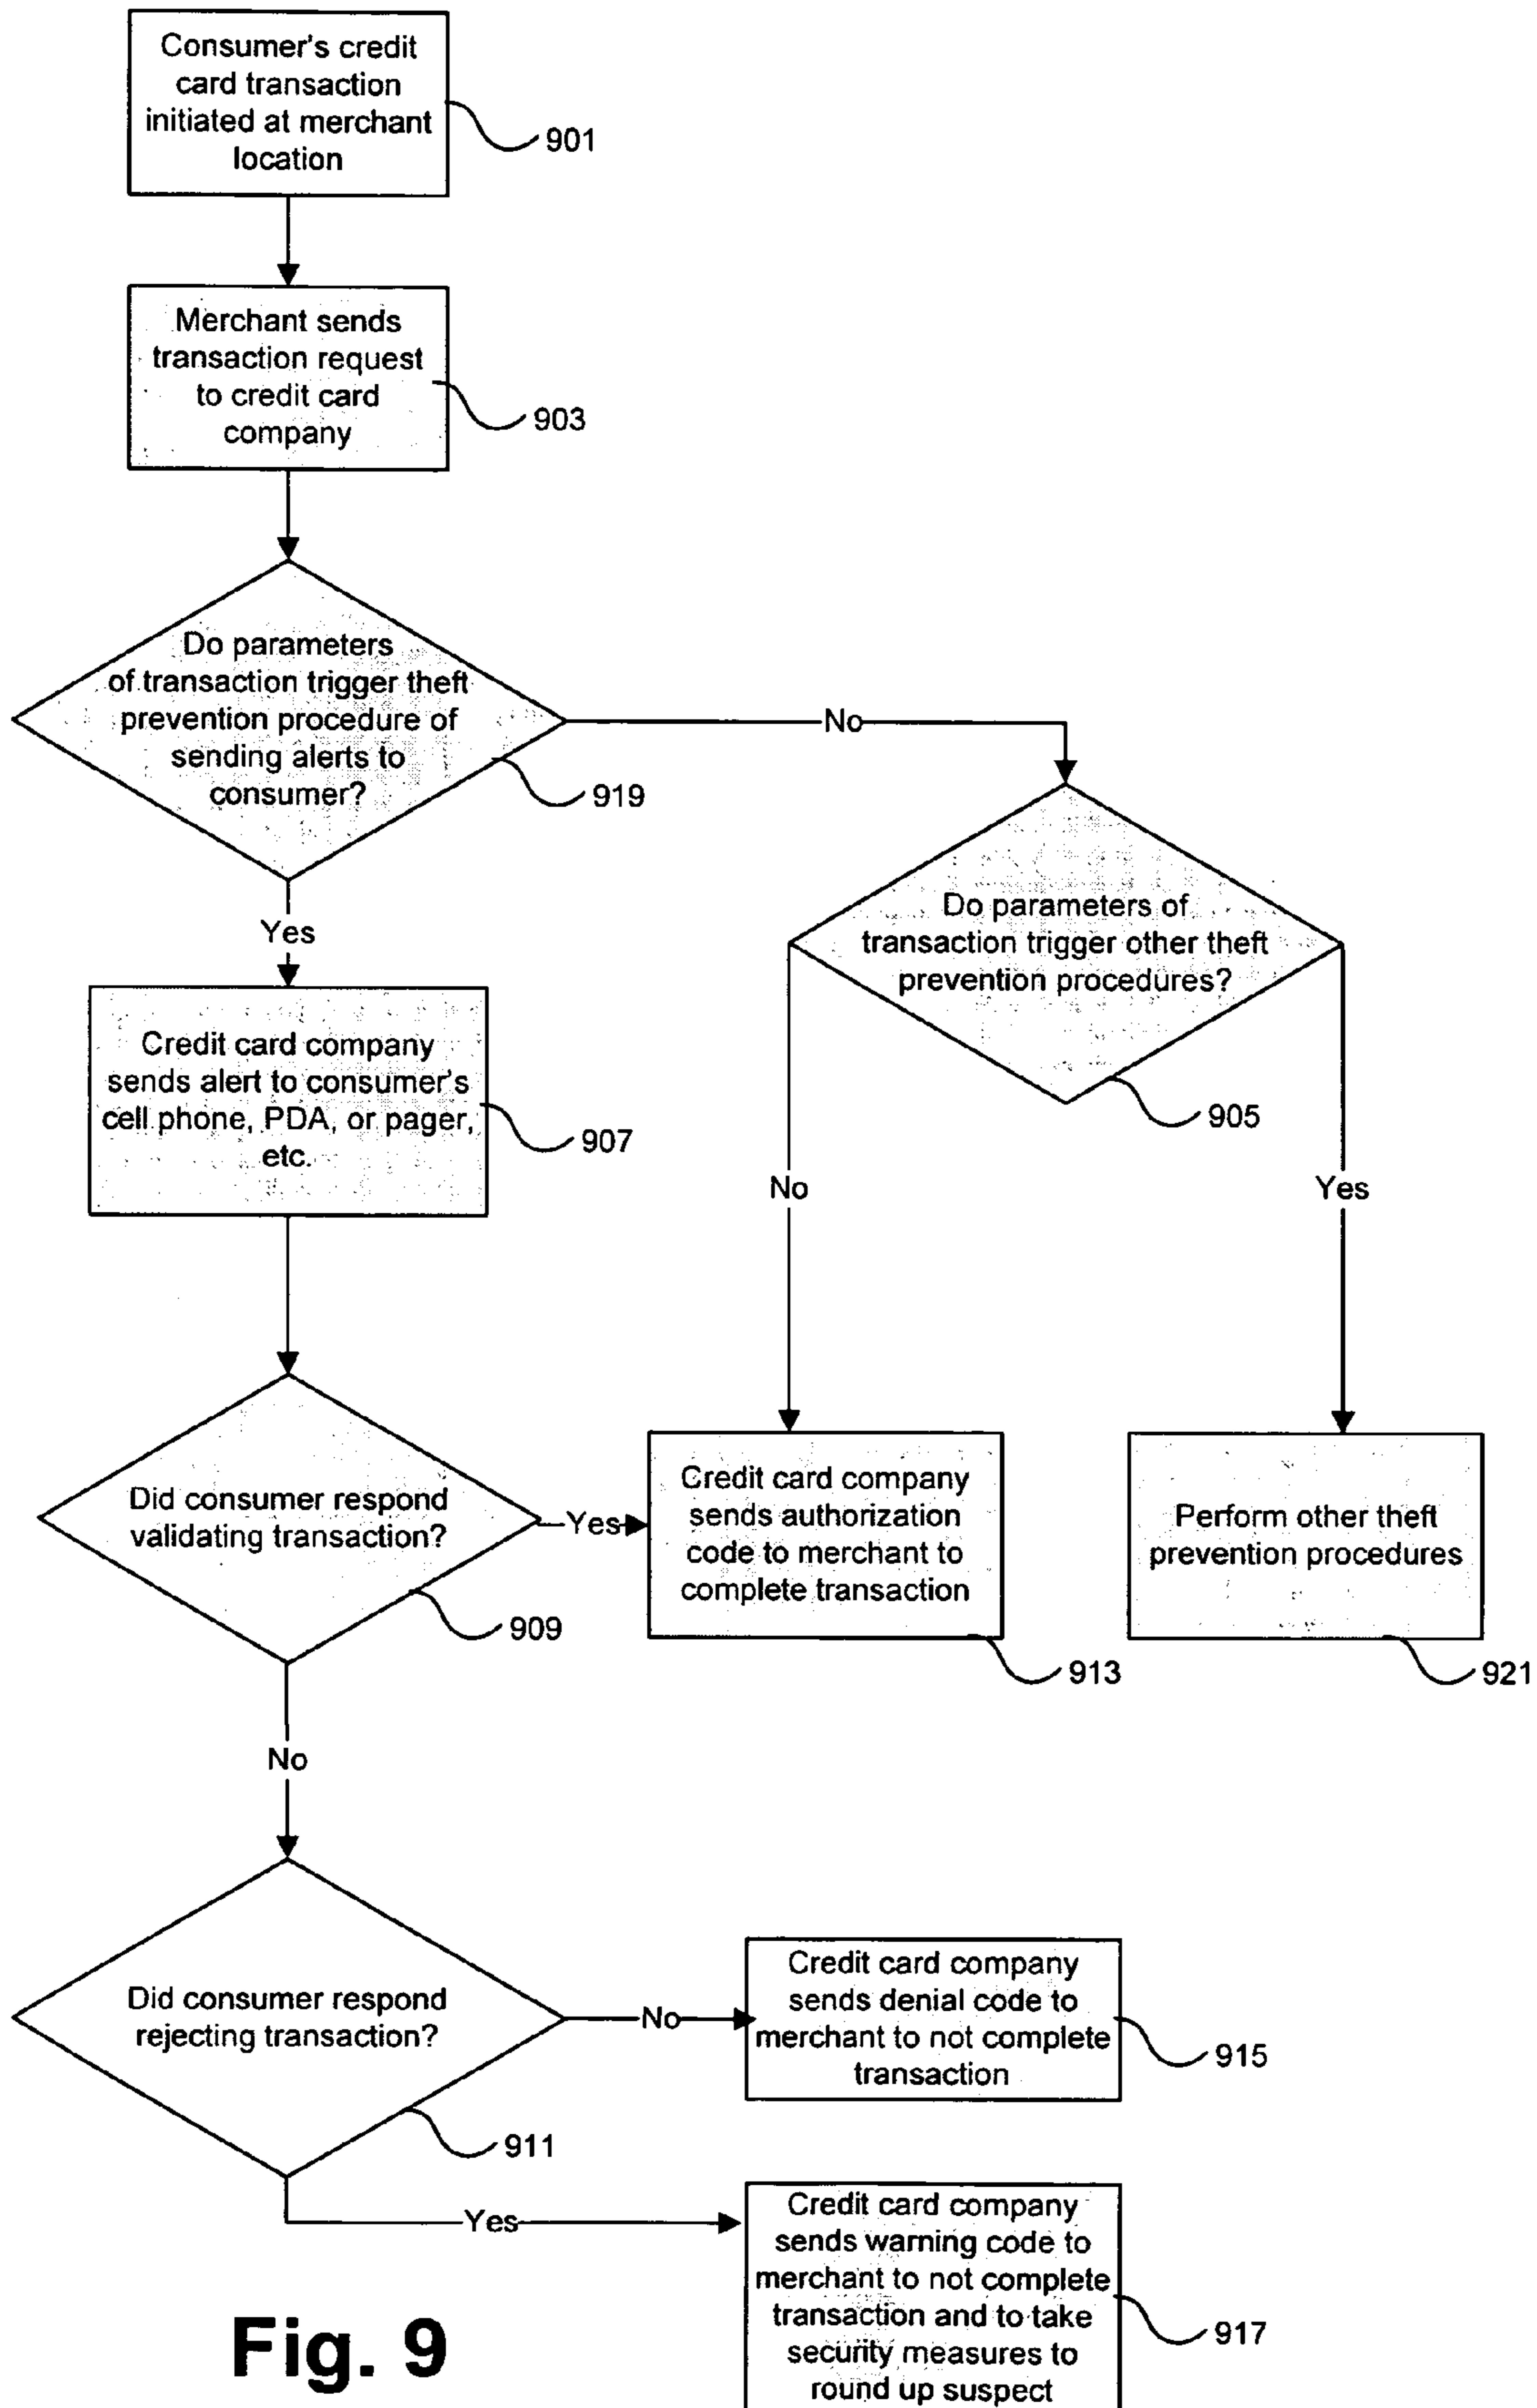 Consumer's credit
card transaction
initiated at merchant
location
901
Merchant sends
transaction request
to credit card
company
903
Do parameters
of transaction trigger theft
prevention procedure of
sending alerts to
consumer?
919
No
Yes
Do parameters of
transaction trigger other theft
prevention procedures?
905
No
Yes
Credit card company
sends alert to consumer's
cell phone, PDA, or pager,
etc.
907
Did consumer respond
validating transaction?
909
Yes
Credit card company
sends authorization
code to merchant to
complete transaction
913
Perform other theft
prevention procedures
921
No
Did consumer respond
rejecting transaction?
911
No
Credit card company
sends denial code to
merchant to not complete
transaction
915
Yes
Credit card company
sends warning code to
merchant to not complete
transaction and to take
security measures to
round up suspect
917
Fig. 9